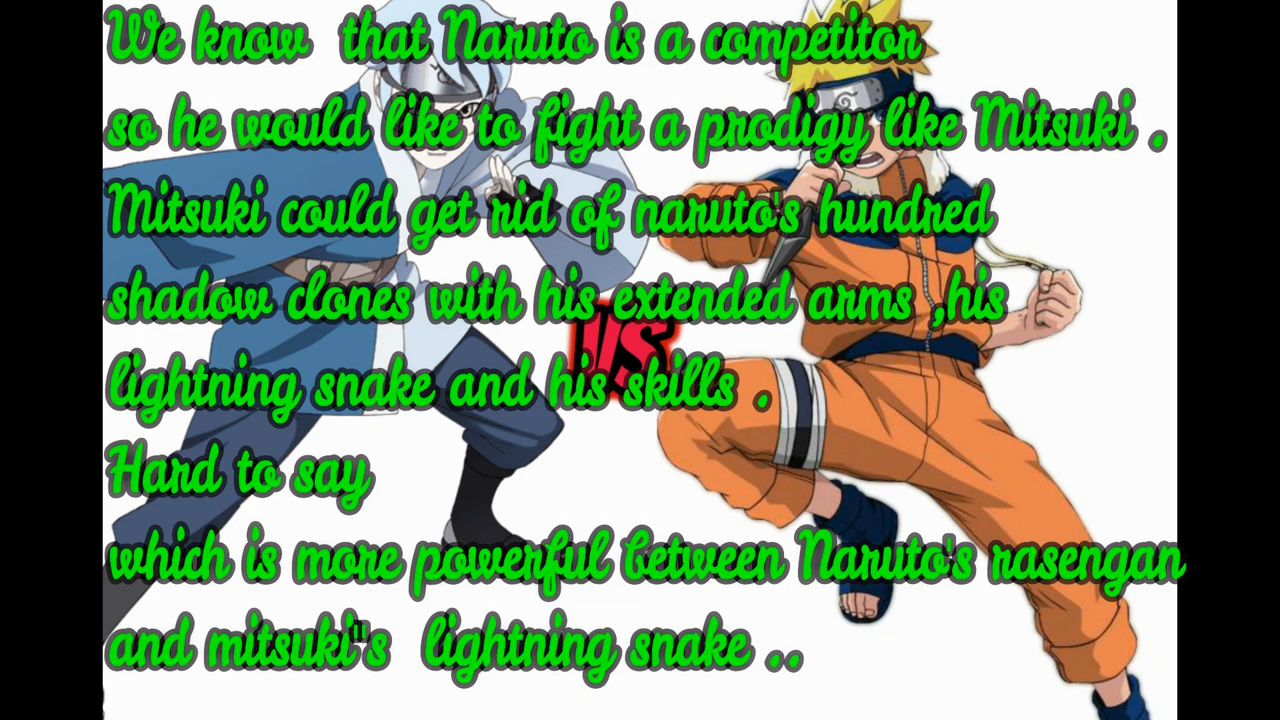 We know that Naruto is a competitor
so he would like to fight a prodigy like Mitsuki .
Mitsuki could get rid of naruto's hundred
shadow clones with his extended arms ,his
lightning snake and his skills .
Hard to say
which is more powerful between Naruto's rasengan
and mitsuki"s lightning snake ..
VS